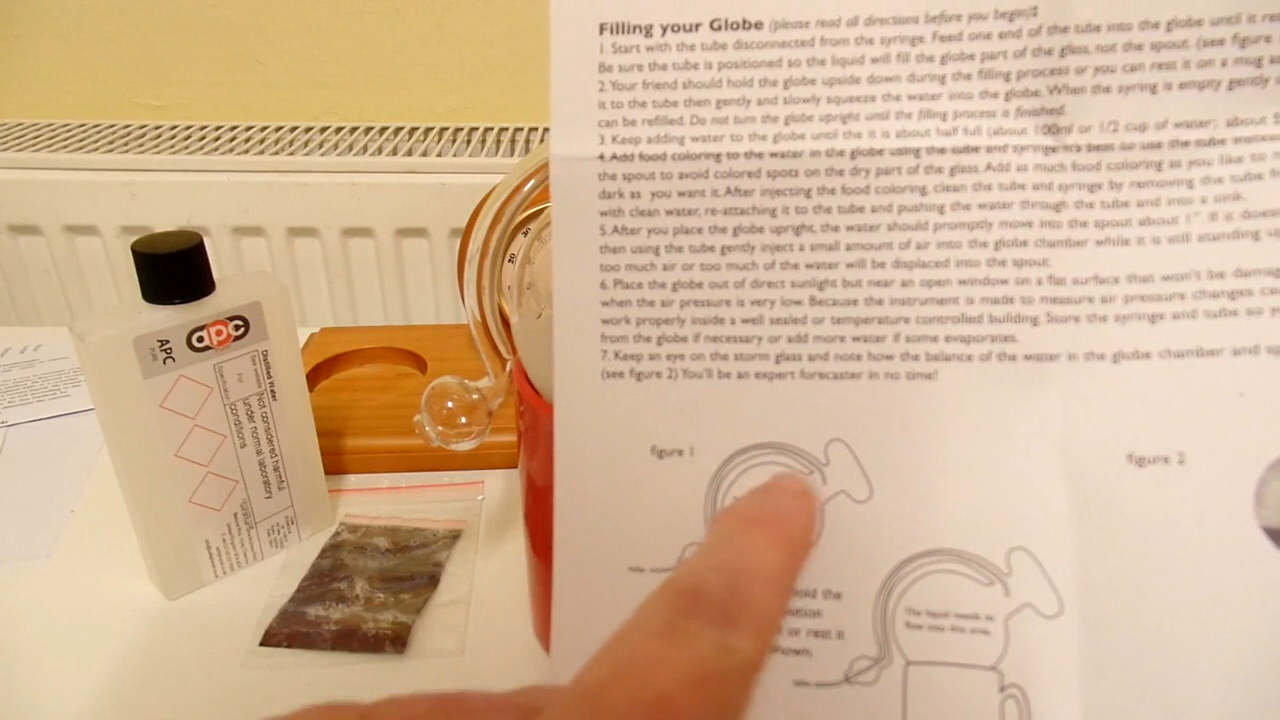 Filling your Globe (please read all directions before you begin)
1. Start with the tube disconnected from the syringe. Feed one end of the tube into the globe until it
Be sure the tube is positioned so the liquid will fill the globe part of the glass, not the spout. (see figure
2. Your friend should hold the globe upside down during the filling process or you can rest it on a mug
it to the tube then gently and slowly squeeze the water into the globe. When the syring is empty gently
can be refilled. Do not turn the globe upright until the filling process is finished.
3. Keep adding water to the globe until the it is about half full (about 100ml or 1/2 cup of water; about
4. Add food coloring to the water in the globe using the tube and syringe. It's best to use the tube
the spout to avoid colored spots on the dry part of the glass. Add as much food coloring as you like to
dark as you want it. After injecting the food coloring, clean the tube and syringe by removing the tube
with clean water, re-attaching it to the tube and pushing the water through the tube and into a sink.
5. After you place the globe upright, the water should promptly move into the spout about 1". If it
then using the tube gently inject a small amount of air into the globe chamber while it is still standing
too much air or too much of the water will be displaced into the spout.
6. Place the globe out of direct sunlight but near an open window on a flat surface that won't be
when the air pressure is very low. Because the instrument is made to measure air pressure changes
work properly inside a well sealed or temperature controlled building. Store the syringe and tube
from the globe if necessary or add more water if some evaporates.
7. Keep an eye on the storm glass and note how the balance of the water in the globe chamber and
(see figure 2) You'll be an expert forecaster in no time!
figure 1
figure 2
hold the
or rest it
shown.
The liquid needs to
flow into this area
tube
apc
APC
PURE
Distilled Water
Not considered harmful
under normal laboratory
conditions
For
20
30